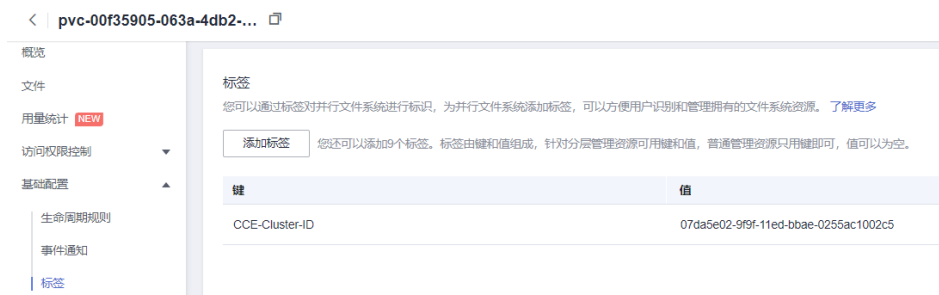 pvc-00f35905-063a-4db2-...
概览
文件
用量统计 NEW
访问权限控制
基础配置
生命周期规则
事件通知
标签
标签
您可以通过标签对并行文件系统进行标识，为并行文件系统添加标签，可以方便用户识别和管理拥有的文件系统资源。 了解更多
添加标签 您还可以添加9个标签。标签由键和值组成，针对分层管理资源可用键和值，普通管理资源只用键即可，值可以为空。
键 值
CCE-Cluster-ID 07da5e02-9f9f-11ed-bbae-0255ac1002c5